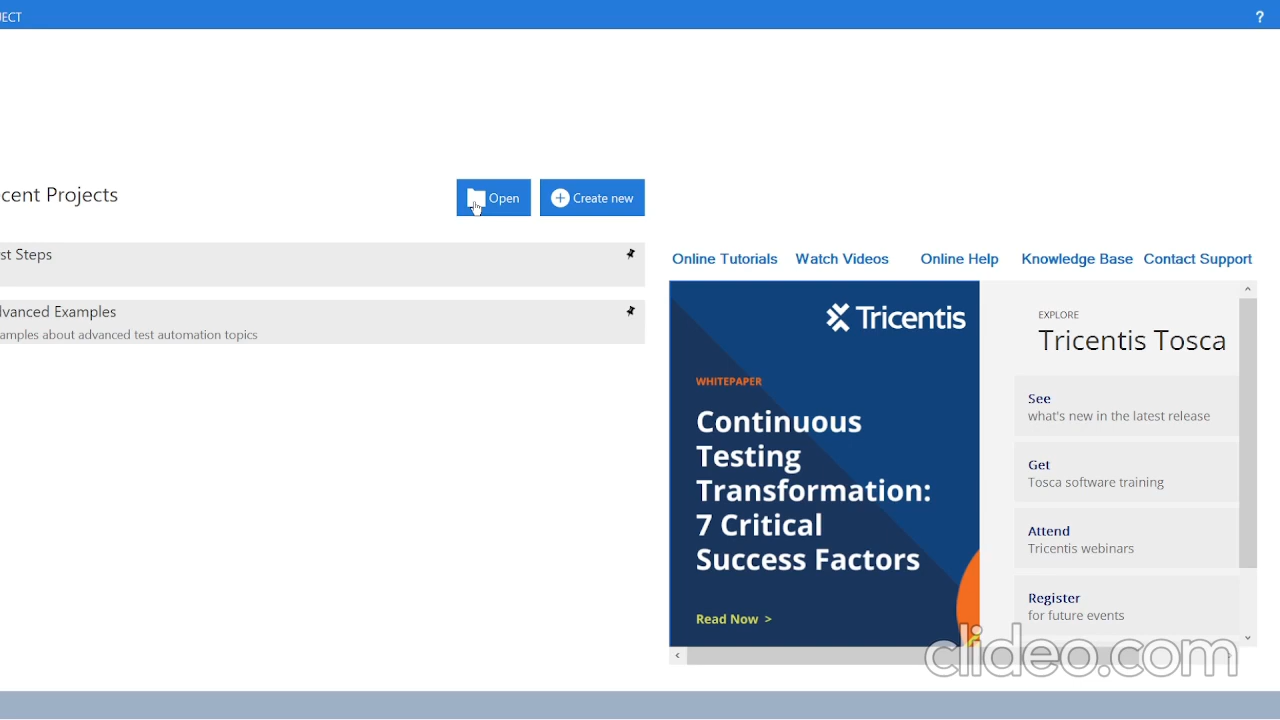 JECT
?
cent Projects
Open
Create new
st Steps
vanced Examples
amples about advanced test automation topics
Online Tutorials Watch Videos Online Help Knowledge Base Contact Support
Tricentis
WHITEPAPER
Continuous
Testing
Transformation:
7 Critical
Success Factors
Read Now >
EXPLORE
Tricentis Tosca
See
what's new in the latest release
Get
Tosca software training
Attend
Tricentis webinars
Register
for future events
clideo.com